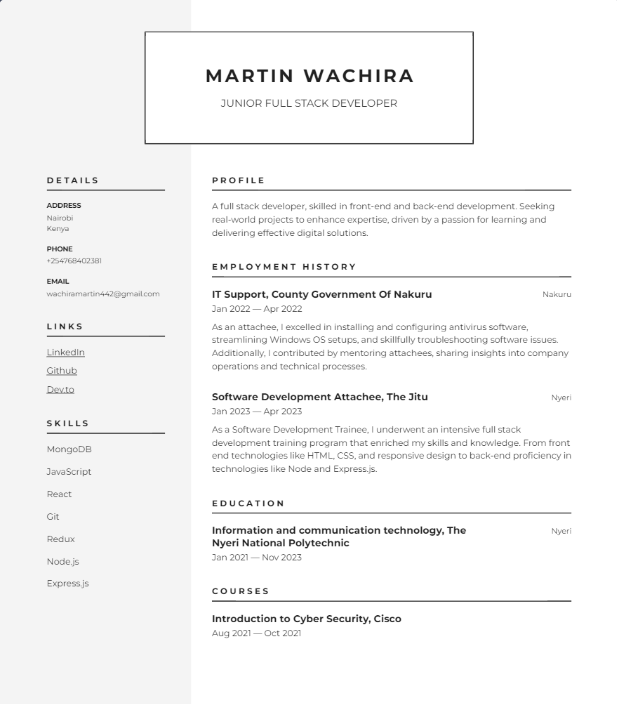 MARTIN WACHIRA
JUNIOR FULL STACK DEVELOPER
DETAILS
ADDRESS
Nairobi
Kenya
PHONE
+254768402381
EMAIL
wachiramartin442@gmail.com
LINKS
LinkedIn
Github
Dev.to
SKILLS
MongoDB
JavaScript
React
Git
Redux
Node.js
Express.js
PROFILE
A full stack developer, skilled in front-end and back-end development. Seeking
real-world projects to enhance expertise, driven by a passion for learning and
delivering effective digital solutions.
EMPLOYMENT HISTORY
IT Support, County Government Of Nakuru
Nakuru
Jan 2022 — Apr 2022
As an attachee, I excelled in installing and configuring antivirus software,
streamlining Windows OS setups, and skillfully troubleshooting software issues.
Additionally, I contributed by mentoring attachees, sharing insights into company
operations and technical processes.
Software Development Attachee, The Jitu
Nyeri
Jan 2023 — Apr 2023
As a Software Development Trainee, I underwent an intensive full stack
development training program that enriched my skills and knowledge. From front
end technologies like HTML, CSS, and responsive design to back-end proficiency in
technologies like Node and Express.js.
EDUCATION
Information and communication technology, The
Nyeri National Polytechnic
Nyeri
Jan 2021 — Nov 2023
COURSES
Introduction to Cyber Security, Cisco
Aug 2021 — Oct 2021